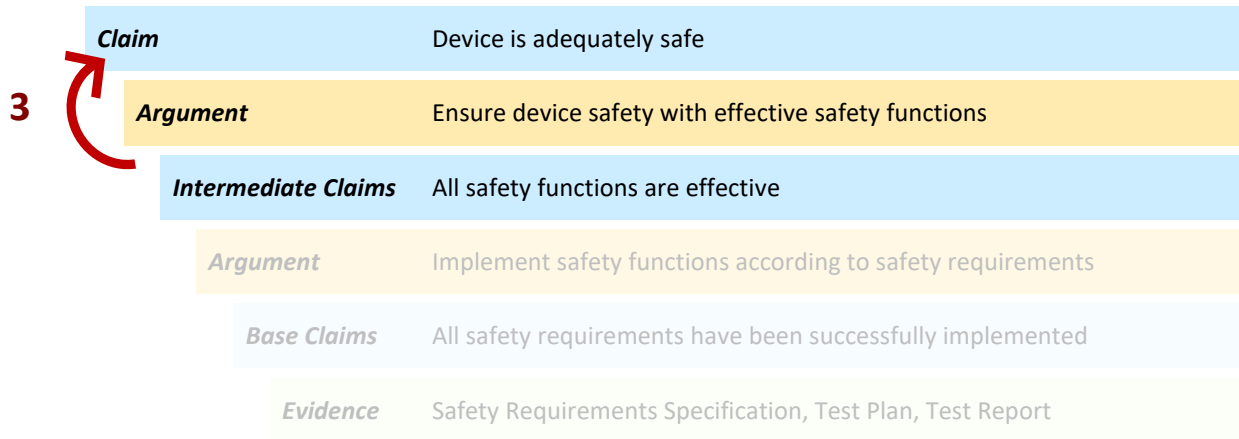 Claim Device is adequately safe
3
Argument Ensure device safety with effective safety functions
Intermediate Claims All safety functions are effective
Argument Implement safety functions according to safety requirements
Base Claims All safety requirements have been successfully implemented
Evidence Safety Requirements Specification, Test Plan, Test Report